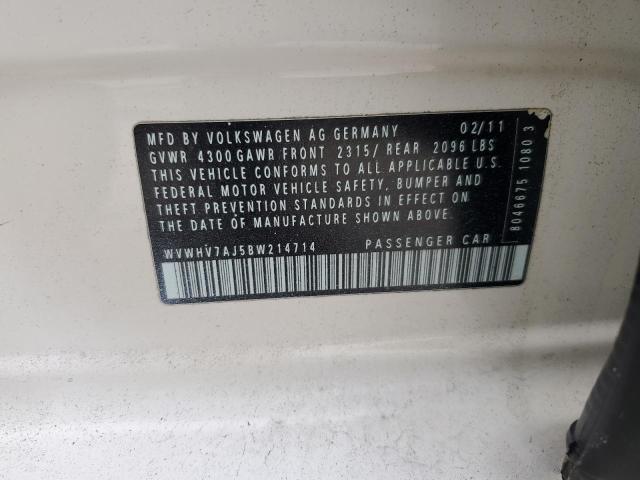 MFD BY VOLKSWAGEN AG GERMANY 02/11
GVWR 4300 GAWR FRONT 2315/ REAR 2096 LBS
THIS VEHICLE CONFORMS TO ALL APPLICABLE U.S.
FEDERAL MOTOR VEHICLE SAFETY, BUMPER AND
THEFT PREVENTION STANDARDS IN EFFECT ON
THE DATE OF MANUFACTURE SHOWN ABOVE.
WVWHV7AJ5BW214714 PASSENGER CAR
8046675 1080 3